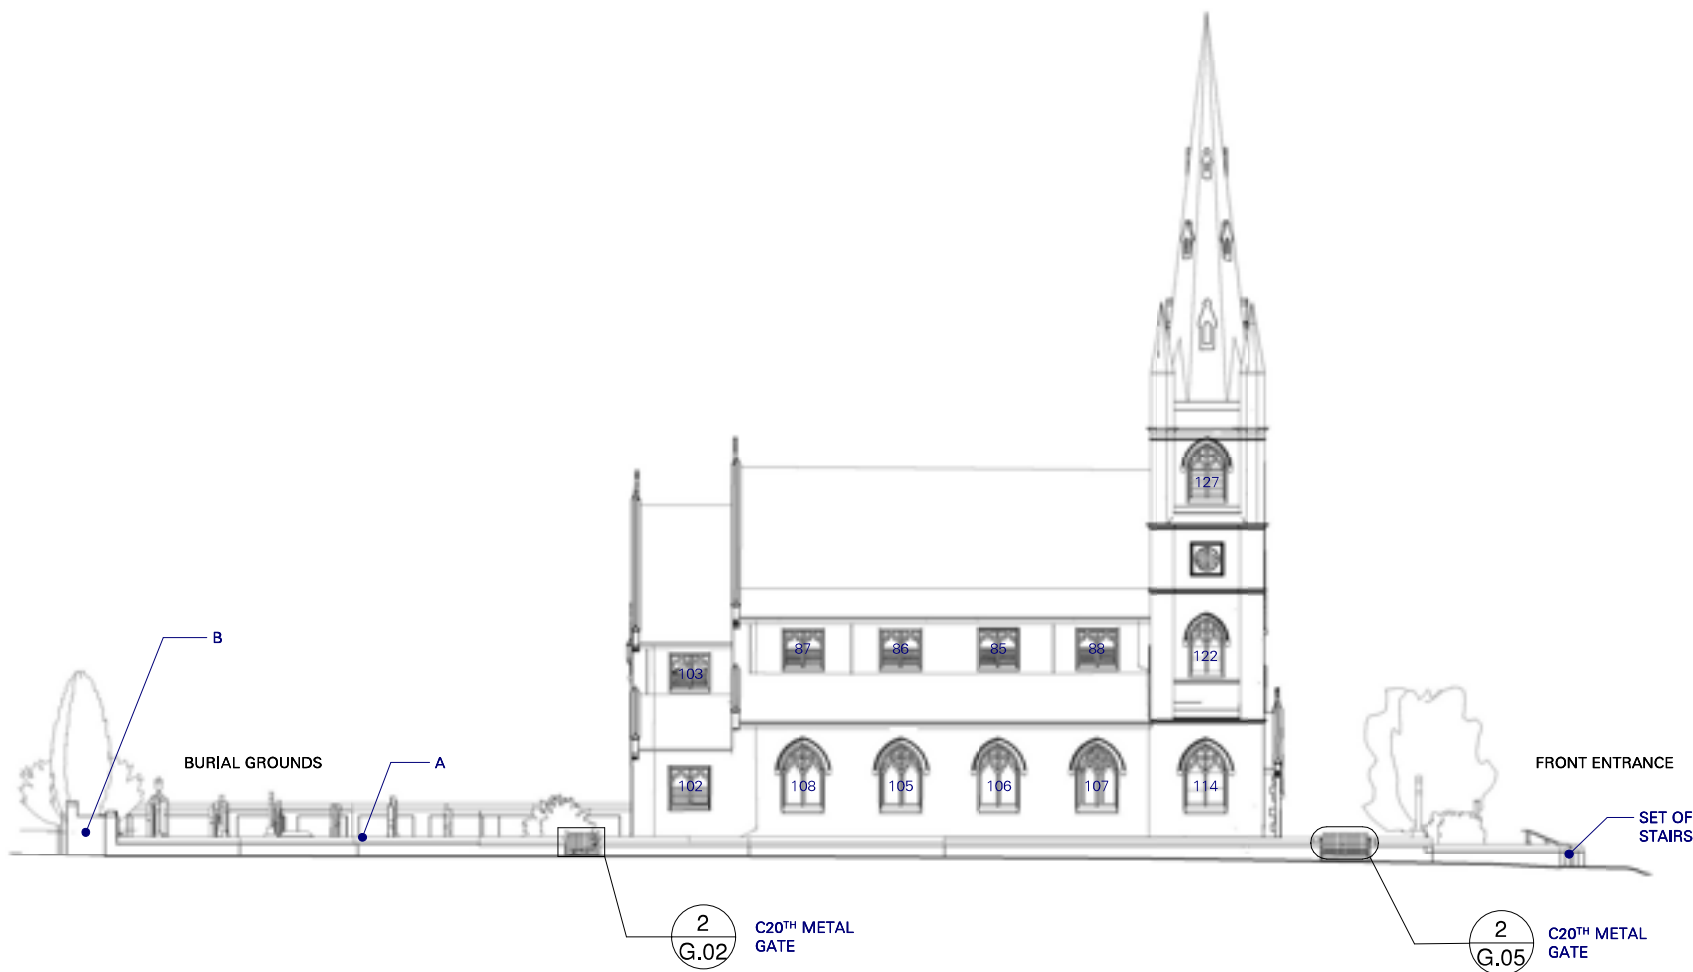 127
B
87
86
85
88
122
103
BURIAL GROUNDS
A
FRONT ENTRANCE
102
108
105
106
107
114
SET OF
STAIRS
2
G.02
C20TH METAL
GATE
2
G.05
C20TH METAL
GATE